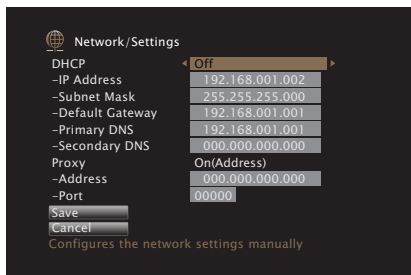 Network/Settings
DHCP Off
–IP Address 192.168.001.002
–Subnet Mask 255.255.255.000
–Default Gateway 192.168.001.001
–Primary DNS 192.168.001.001
–Secondary DNS 000.000.000.000
Proxy On(Address)
–Address 000.000.000.000
–Port 00000
Save
Cancel
Configures the network settings manually